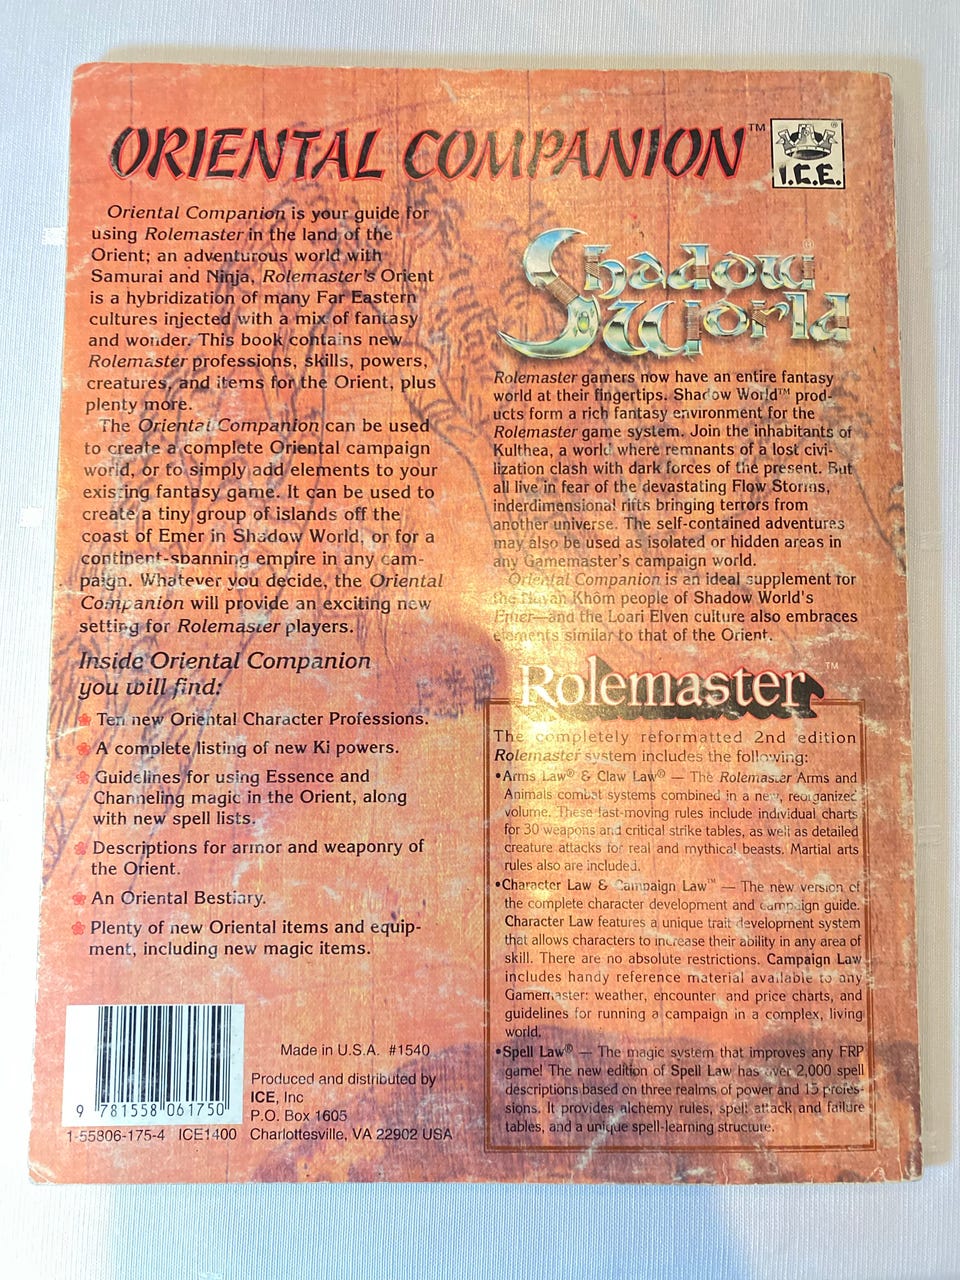 ORIENTAL COMPANION™
I.C.E.®
Oriental Companion is your guide for
using Rolemaster in the land of the
Orient; an adventurous world with
Samurai and Ninja, Rolemaster's Orient
is a hybridization of many Far Eastern
cultures injected with a mix of fantasy
and wonder. This book contains new
Rolemaster professions, skills, powers,
creatures, and items for the Orient, plus
plenty more.
The Oriental Companion can be used
to create a complete Oriental campaign
world, or to simply add elements to your
existing fantasy game. It can be used to
create a tiny group of islands off the
coast of Emer in Shadow World, or for a
continent-spanning empire in any cam-
paign. Whatever you decide, the Oriental
Companion will provide an exciting new
setting for Rolemaster players.
Inside Oriental Companion
you will find:
Ten new Oriental Character Professions.
A complete listing of new Ki powers.
Guidelines for using Essence and
Channeling magic in the Orient, along
with new spell lists.
Descriptions for armor and weaponry of
the Orient.
An Oriental Bestiary.
Plenty of new Oriental items and equip-
ment, including new magic items.
9 781558 061750
1-55806-175-4 ICE1400
Made in U.S.A. #1540
Produced and distributed by
ICE, Inc
P.O. Box 1605
Charlottesville, VA 22902 USA
Shadow®
World
Rolemaster gamers now have an entire fantasy
world at their fingertips. Shadow World™ prod-
ucts form a rich fantasy environment for the
Rolemaster game system. Join the inhabitants of
Kulthea, a world where remnants of a lost civi-
lization clash with dark forces of the present. But
all live in fear of the devastating Flow Storms,
inderdimensional rifts bringing terrors from
another universe. The self-contained adventures
may also be used as isolated or hidden areas in
any Gamemaster's campaign world.
Oriental Companion is an ideal supplement for
the Khôm people of Shadow World's
Emer—and the Loari Elven culture also embraces
elements similar to that of the Orient.
Rolemaster™
The completely reformatted 2nd edition
Rolemaster system includes the following:
•Arms Law® & Claw Law® — The Rolemaster Arms and
Animals combat systems combined in a new, reorganized
volume. These fast-moving rules include individual charts
for 30 weapons and critical strike tables, as well as detailed
creature attacks for real and mythical beasts. Martial arts
rules also are included.
•Character Law & Campaign Law™ — The new version of
the complete character development and campaign guide.
Character Law features a unique trait development system
that allows characters to increase their ability in any area of
skill. There are no absolute restrictions. Campaign Law
includes handy reference material available to any
Gamemaster: weather, encounter and price charts, and
guidelines for running a campaign in a complex, living
world.
•Spell Law® — The magic system that improves any FRP
game! The new edition of Spell Law has over 2,000 spell
descriptions based on three realms of power and 15 profes-
sions. It provides alchemy rules, spell attack and failure
tables, and a unique spell-learning structure.